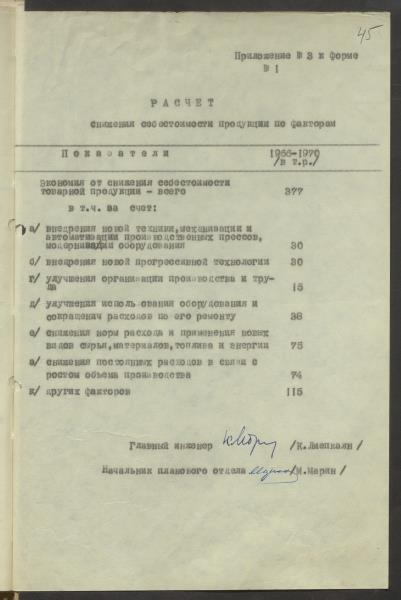 45
Приложение № 3 к форме
№ 1
РАСЧЕТ
снижения себестоимости продукции по факторам
Показатели 1966-1970
/в т.р./
Экономия от снижения себестоимости
товарной продукции - всего 377
в т.ч. за счет:
а/ внедрения новой техники, механизации и
автоматизации производственных прессов,
модернизации оборудования 30
б/ внедрения новой прогрессивной технологии 30
г/ улучшения организации производства и тру-
да 15
д/ улучшения использования оборудования и
сокращения расходов по его ремонту 38
е/ снижения норм расхода и применения новых
видов сырья, материалов, топлива и энергии 75
снижения постоянных расходов в связи с
ростом объема производства 74
к/ других факторов 115
Главный инженер /К. /
Начальник планового отдела /М.Марин/